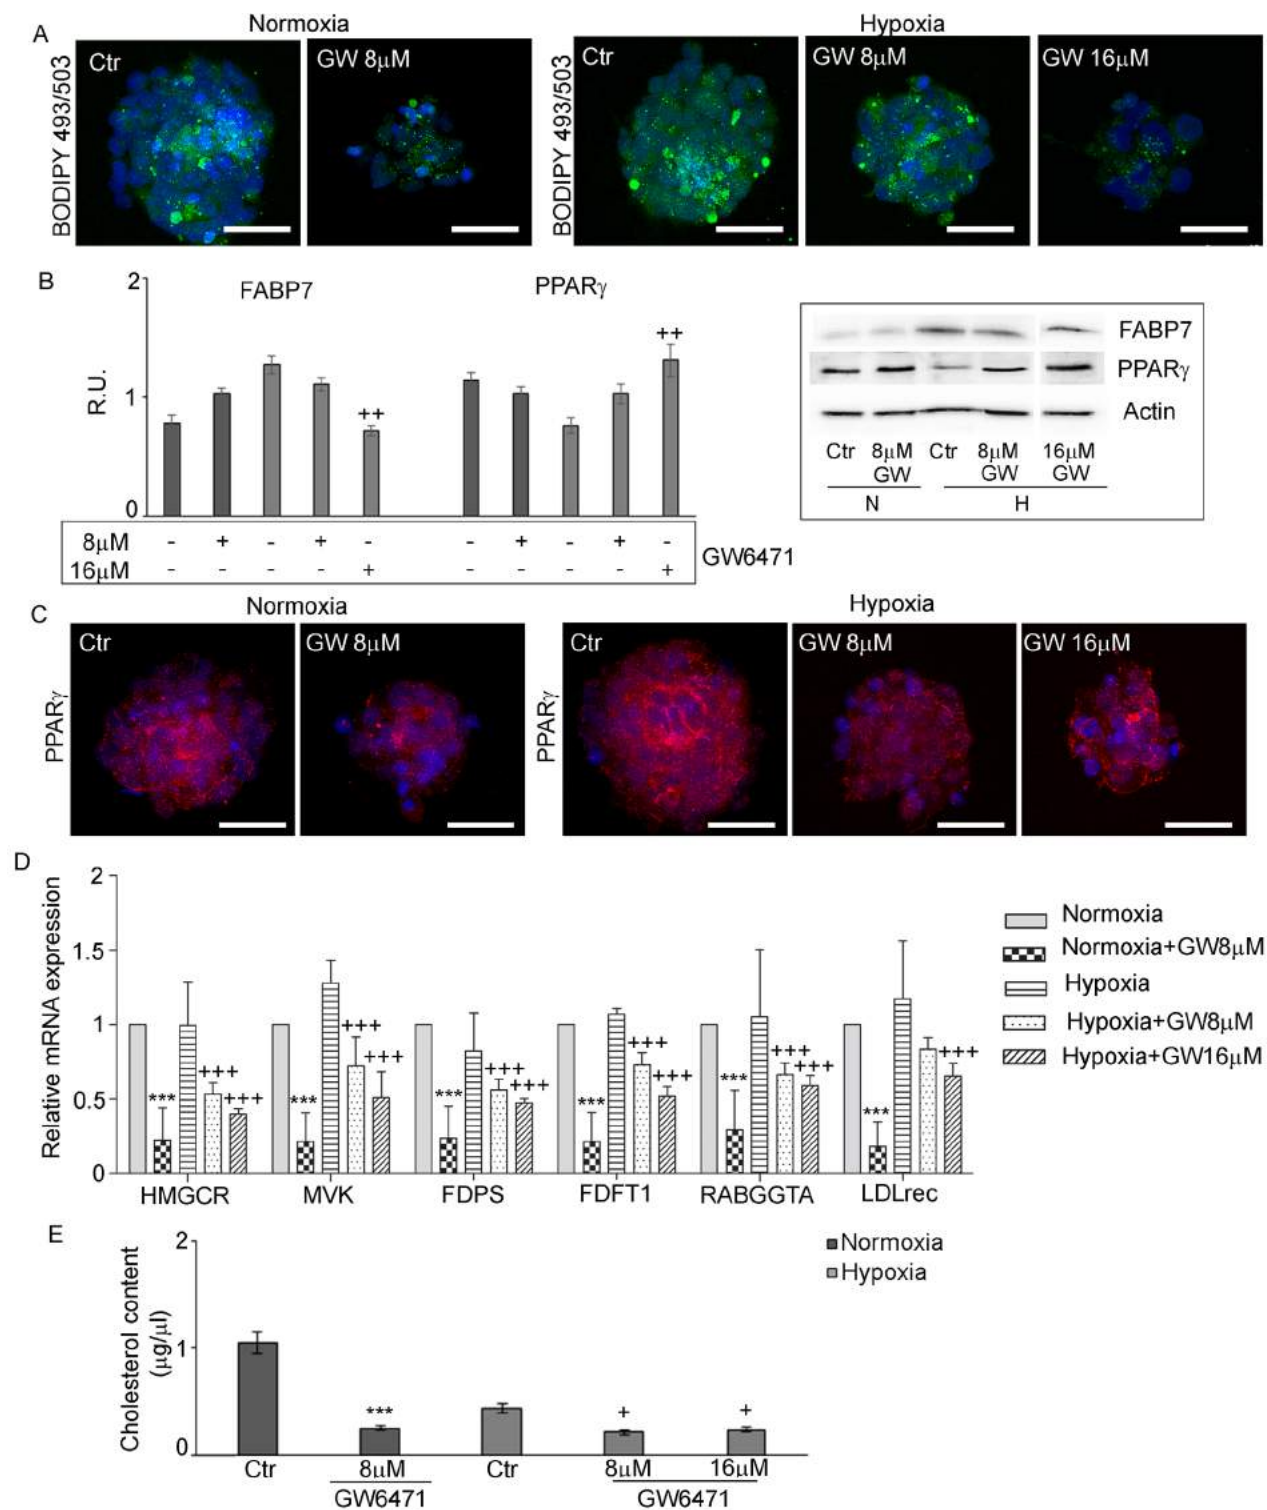 A
Normoxia
Hypoxia
BODIPY 493/503
Ctr
GW 8μM
BODIPY 493/503
Ctr
GW 8μM
GW 16μM
B
FABP7
PPARγ
R.U.
2
1
0
++
++
8μM - + - + - - + - + -
16μM - - - - + - - - - +
GW6471
FABP7
PPARγ
Actin
Ctr 8μM Ctr 8μM 16μM
GW GW GW
N H
C
Normoxia
Hypoxia
PPARγ
Ctr
GW 8μM
PPARγ
Ctr
GW 8μM
GW 16μM
D
Relative mRNA expression
2
1.5
1
0.5
0
*** +++ +++
*** +++ +++
*** +++ +++
*** +++ +++
*** +++ +++
*** +++
HMGCR MVK FDPS FDFT1 RABGGTA LDLrec
Normoxia
Normoxia+GW8μM
Hypoxia
Hypoxia+GW8μM
Hypoxia+GW16μM
E
Cholesterol content
(μg/μl)
2
1
0
*** + +
Ctr 8μM Ctr 8μM 16μM
GW6471 GW6471
Normoxia
Hypoxia